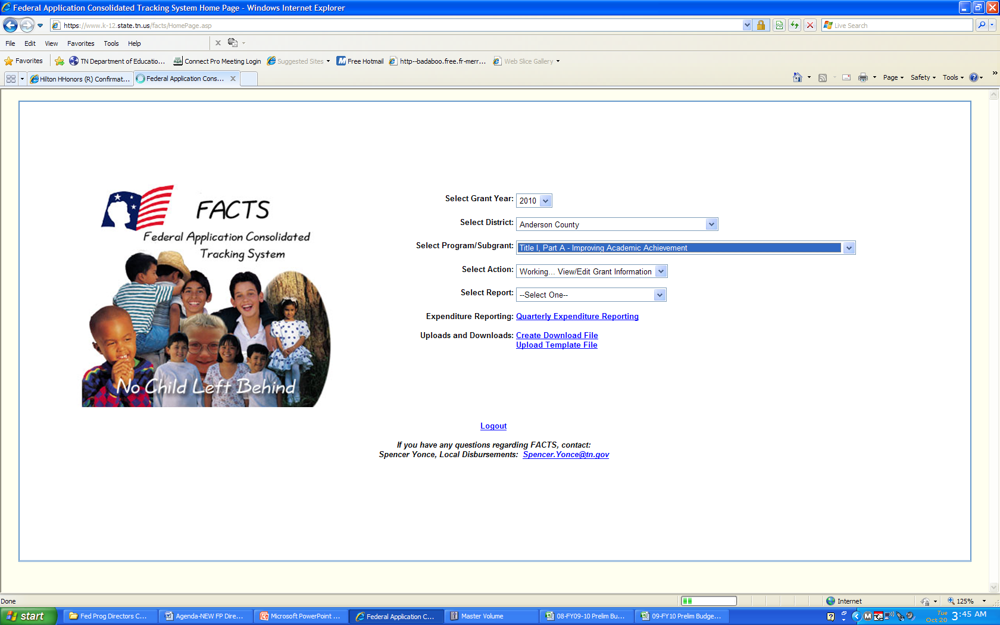 Federal Application Consolidated Tracking System Home Page - Windows Internet Explorer
https://www.k-12.state.tn.us/facts/HomePage.asp
Live Search
File Edit View Favorites Tools Help
Favorites TN Department of Educatio... Connect Pro Meeting Login Suggested Sites Free Hotmail http--badaboo.free.fr-merr... Web Slice Gallery
Hilton HHonors (R) Confirmat... Federal Application Cons... Page Safety Tools
FACTS
Federal Application Consolidated
Tracking System
No Child Left Behind
Select Grant Year: 2010
Select District: Anderson County
Select Program/Subgrant: Title I, Part A - Improving Academic Achievement
Select Action: Working... View/Edit Grant Information
Select Report: --Select One--
Expenditure Reporting: Quarterly Expenditure Reporting
Uploads and Downloads: Create Download File
Upload Template File
Logout
If you have any questions regarding FACTS, contact:
Spencer Yonce, Local Disbursements: Spencer.Yonce@tn.gov
Done Internet 125%
start Fed Prog Directors C... Agenda-NEW FP Dire... Microsoft PowerPoint ... Federal Application C... Master Volume 08-FY09-10 Prelim Bu... 09-FY10 Prelim Budge... Tue Oct 20 3:45 AM